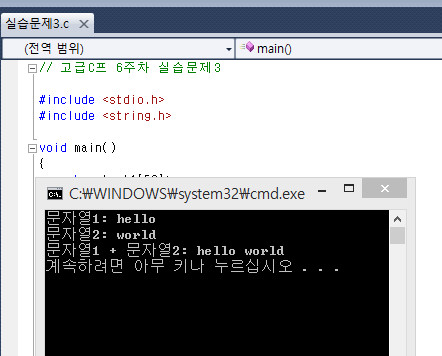 실습문제3.c
(전역 범위)
main()
// 고급C프 6주차 실습문제3
#include <stdio.h>
#include <string.h>
void main()
{
C:\WINDOWS\system32\cmd.exe
문자열1: hello
문자열2: world
문자열1 + 문자열2: hello world
계속하려면 아무 키나 누르십시오 . . .